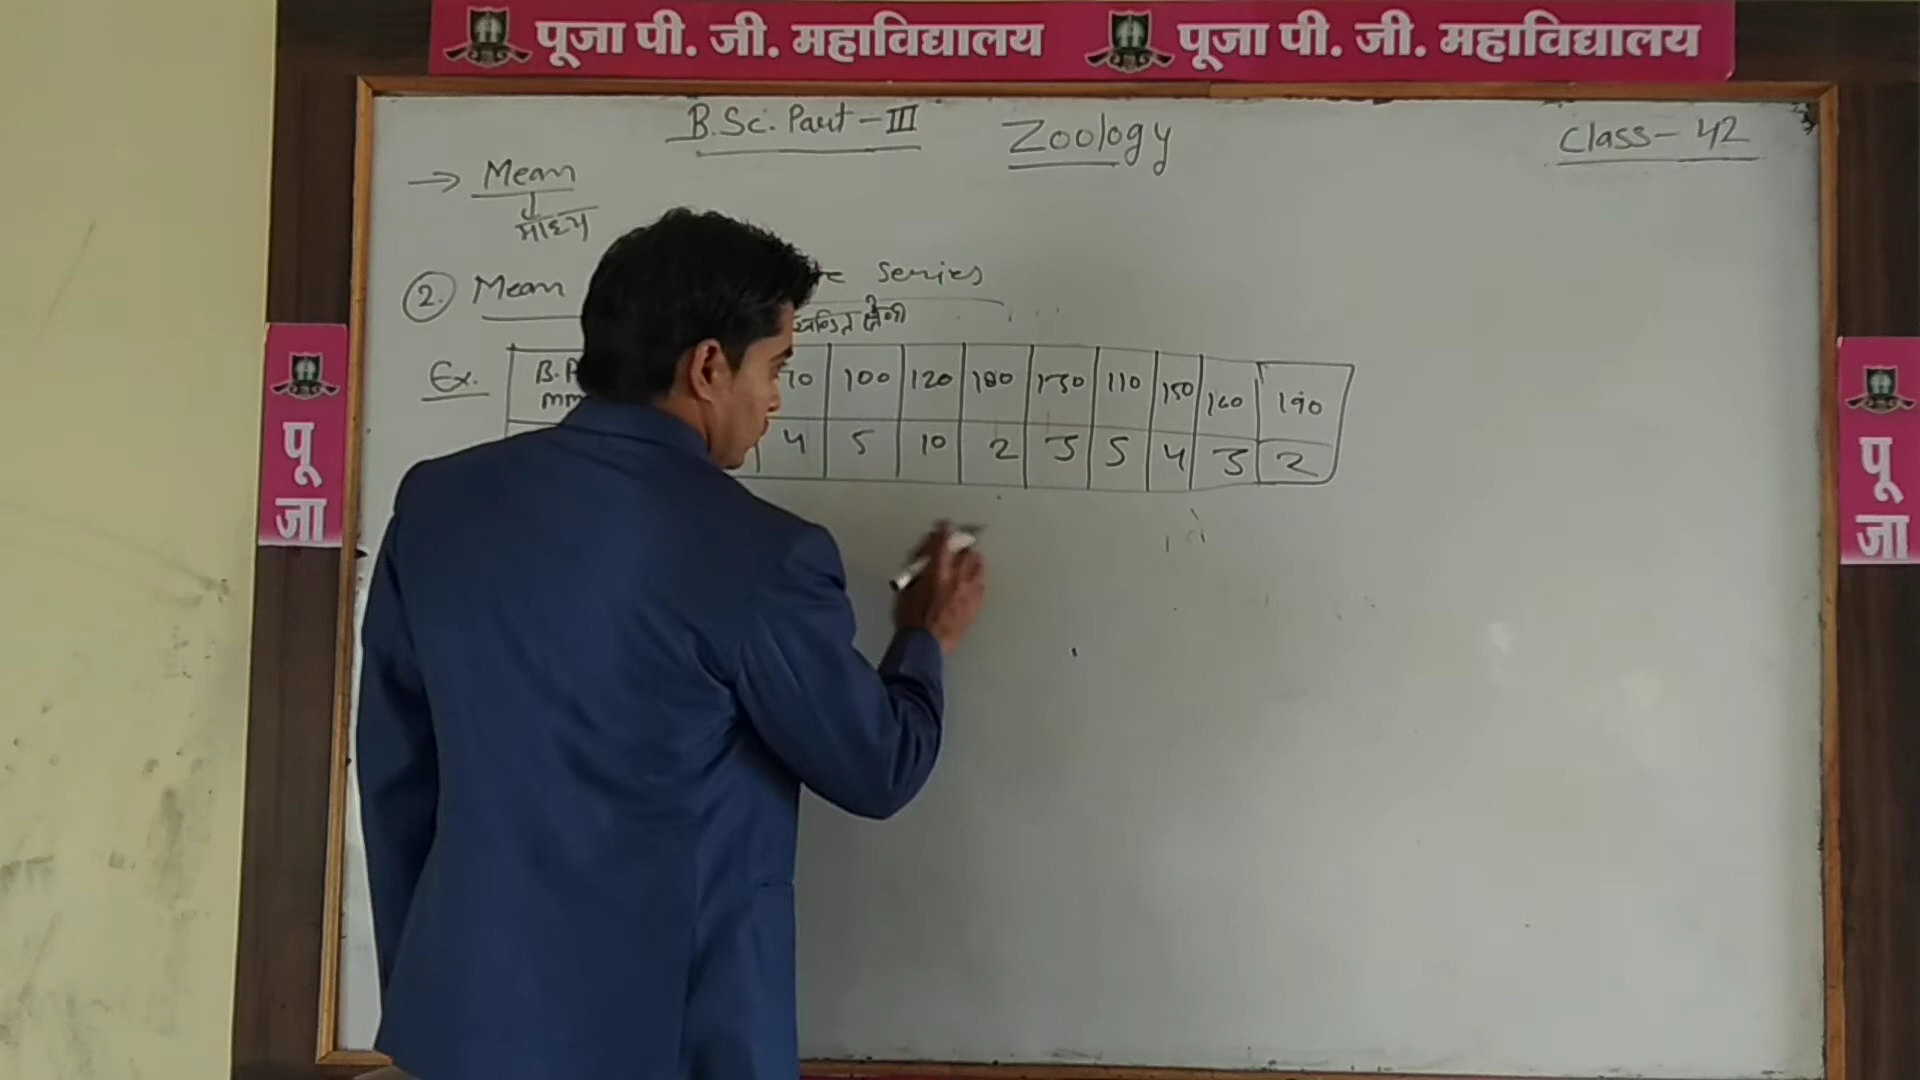 पूजा पी. जी. महाविद्यालय पूजा पी. जी. महाविद्यालय
B.Sc. Part-III Zoology Class-42
→ Mean
माध्य
2. Mean series
श्रेणी
Ex. B.P 100 120 180 130 110 150 160 190
mm 4 5 10 2 3 5 4 3 2
पूजा
पूजा